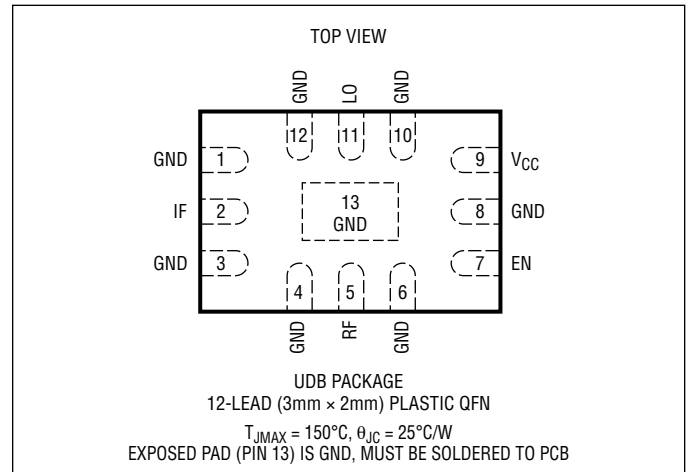 TOP VIEW
GND LO GND
12 11 10
GND 1 9 VCC
13
IF 2 8 GND
GND
GND 3 7 EN
4 5 6
GND RF GND
UDB PACKAGE
12-LEAD (3mm × 2mm) PLASTIC QFN
TJMAX = 150°C, θJC = 25°C/W
EXPOSED PAD (PIN 13) IS GND, MUST BE SOLDERED TO PCB